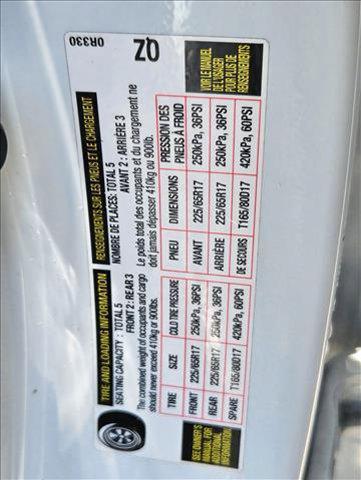 TIRE AND LOADING INFORMATION
SEATING CAPACITY : TOTAL 5
FRONT 2 : REAR 3
The combined weight of occupants and cargo
should never exceed 410kg or 900lb.
TIRE SIZE COLD TIRE PRESSURE
FRONT 225/65R17 250kPa, 36PSI
REAR 225/65R17 250kPa, 36PSI
SPARE T165/80D17 420kPa, 60PSI
SEE OWNER'S
MANUAL FOR
ADDITIONAL
INFORMATION
RENSEIGNEMENTS SUR LES PNEUS ET LE CHARGEMENT
NOMBRE DE PLACES: TOTAL 5
AVANT 2 : ARRIÈRE 3
Le poids total des occupants et du chargement ne
doit jamais dépasser 410kg ou 900lb.
PNEU DIMENSIONS PRESSION DES
PNEUS À FROID
AVANT 225/65R17 250kPa, 36PSI
ARRIÈRE 225/65R17 250kPa, 36PSI
DE SECOURS T165/80D17 420kPa, 60PSI
VOIR LE MANUEL
DE L'USAGER
POUR PLUS DE
RENSEIGNEMENTS
0R330
QZ